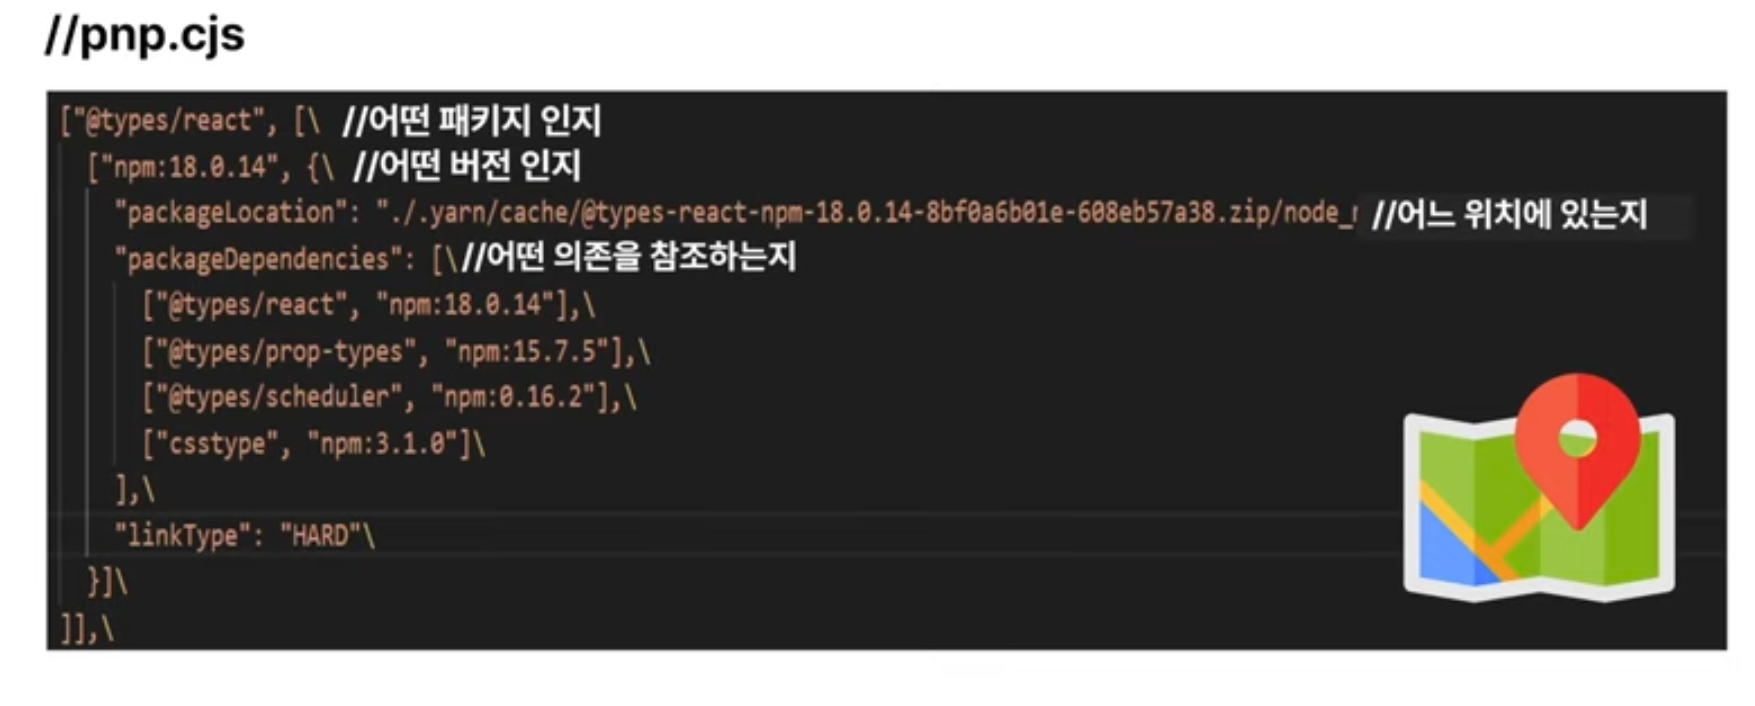 //pnp.cjs
["@types/react", [\ //어떤 패키지 인지
["npm:18.0.14", {\ //어떤 버전 인지
"packageLocation": "./.yarn/cache/@types-react-npm-18.0.14-8bf0a6b01e-608eb57a38.zip/node_ //어느 위치에 있는지
"packageDependencies": [\//어떤 의존을 참조하는지
["@types/react", "npm:18.0.14"],\
["@types/prop-types", "npm:15.7.5"],\
["@types/scheduler", "npm:0.16.2"],\
["csstype", "npm:3.1.0"]\
],\
"linkType": "HARD"\
}]\
]],\